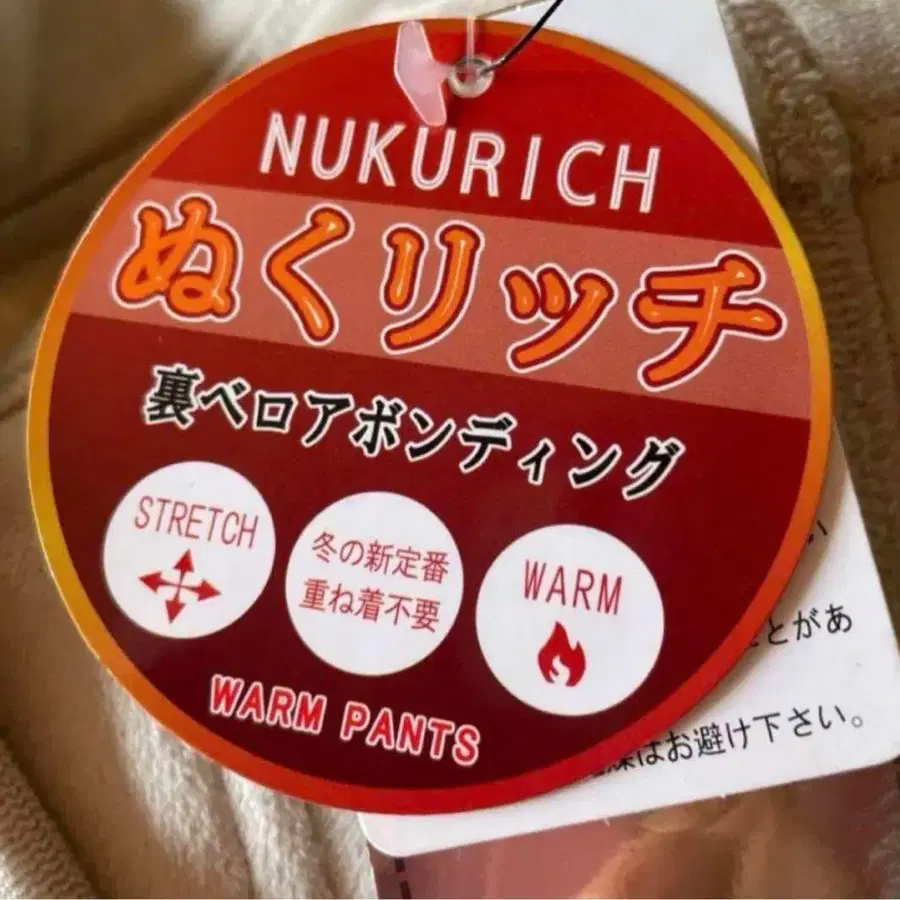 NUKURICH
ぬくリッチ
裏ベロアボンディング
STRETCH
冬の新定番
重ね着不要
WARM
WARM PANTS
とがあ
はお避け下さい。